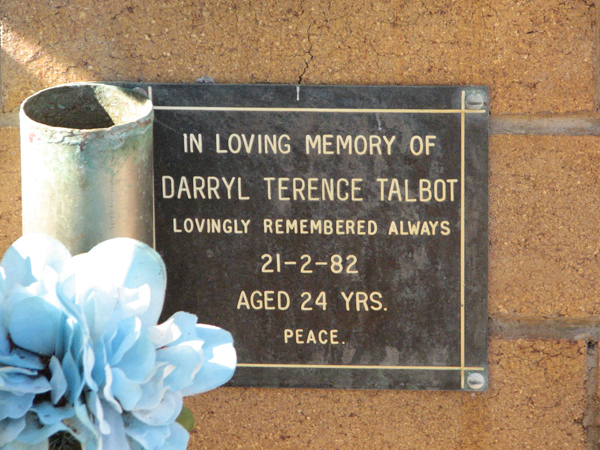 IN LOVING MEMORY OF
DARRYL TERENCE TALBOT
LOVINGLY REMEMBERED ALWAYS
21-2-82
AGED 24 YRS.
PEACE.